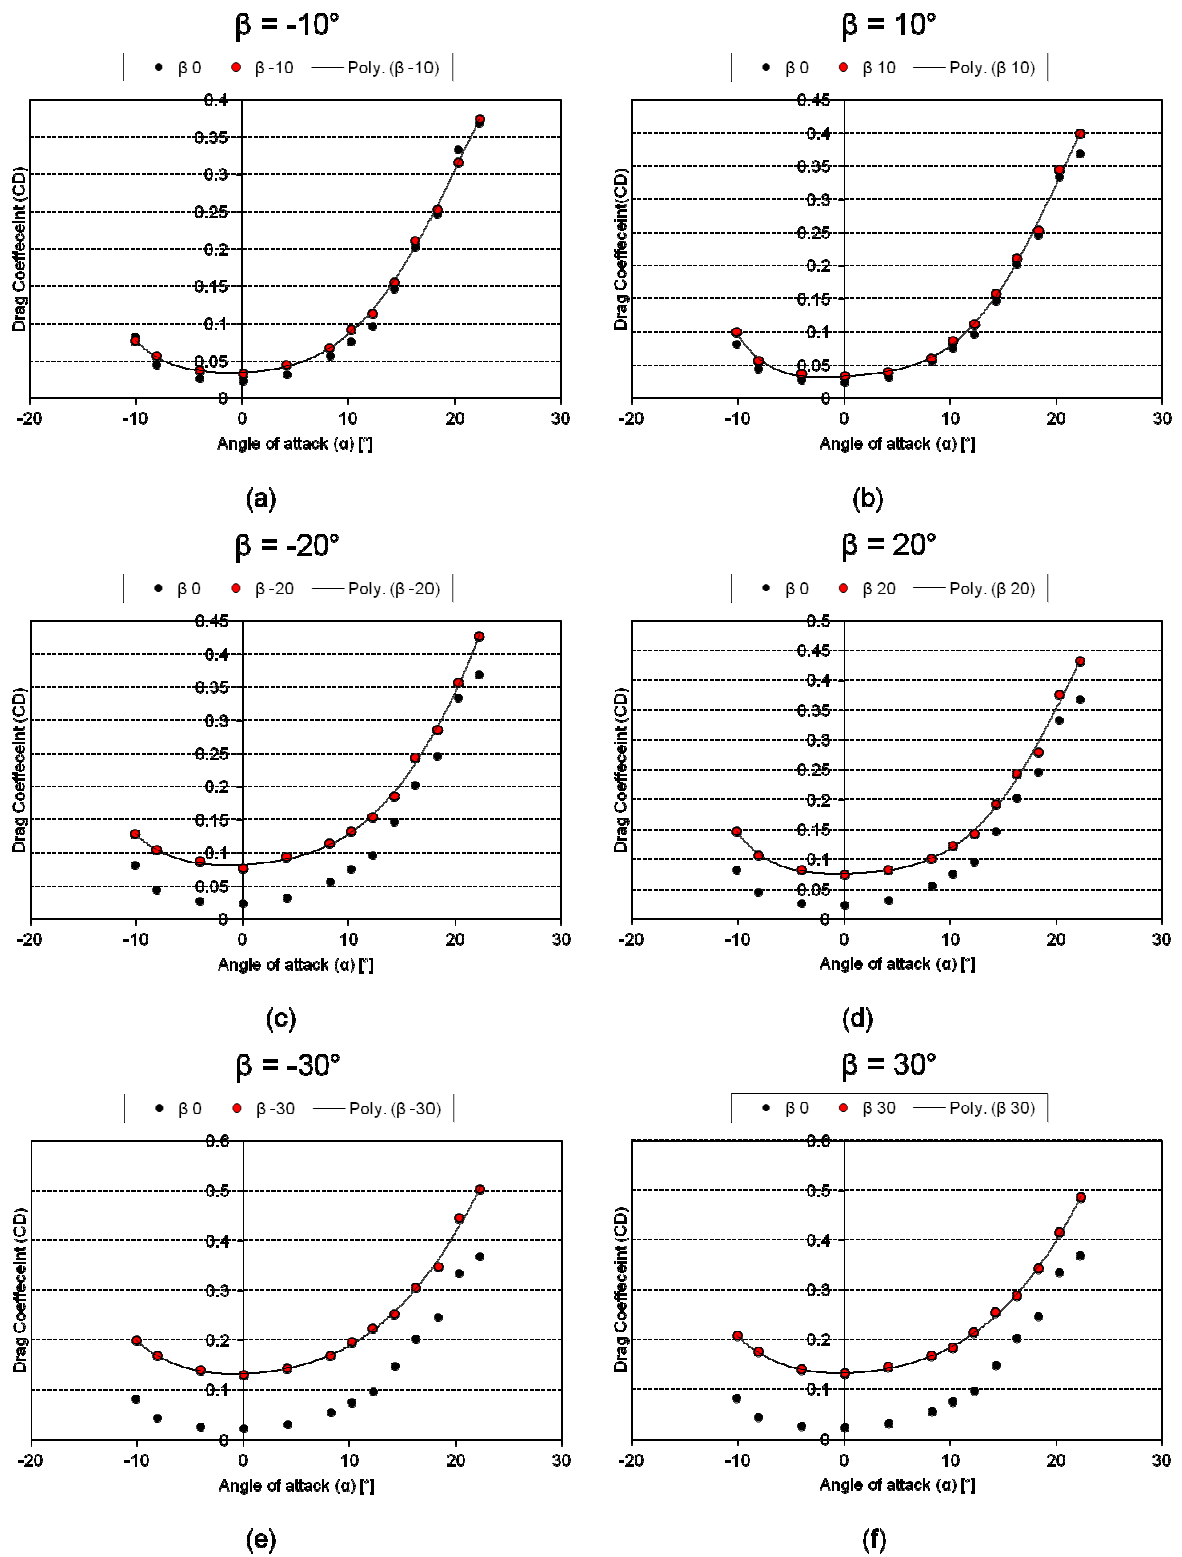 β = -10°
β 0 β -10 Poly. (β -10)
0.4
0.35
0.3
0.25
0.2
0.15
0.1
0.05
0
-20 -10 0 10 20 30
Drag Coeffeceint (CD)
Angle of attack (α) [°]
(a)
β = 10°
β 0 β 10 Poly. (β 10)
0.45
0.4
0.35
0.3
0.25
0.2
0.15
0.1
0.05
0
-20 -10 0 10 20 30
Drag Coeffeceint(CD)
Angle of attack (α) [°]
(b)
β = -20°
β 0 β -20 Poly. (β -20)
0.45
0.4
0.35
0.3
0.25
0.2
0.15
0.1
0.05
0
-20 -10 0 10 20 30
Drag Coeffeceint (CD)
Angle of attack (α) [°]
(c)
β = 20°
β 0 β 20 Poly. (β 20)
0.5
0.45
0.4
0.35
0.3
0.25
0.2
0.15
0.1
0.05
0
-20 -10 0 10 20 30
Drag Coeffeceint (CD)
Angle of attack (α) [°]
(d)
β = -30°
β 0 β -30 Poly. (β -30)
0.6
0.5
0.4
0.3
0.2
0.1
0
-20 -10 0 10 20 30
Drag Coeffeceint (CD)
Angle of attack (α) [°]
(e)
β = 30°
β 0 β 30 Poly. (β 30)
0.6
0.5
0.4
0.3
0.2
0.1
0
-20 -10 0 10 20 30
Drag Coeffeceint (CD)
Angle of attack (α) [°]
(f)